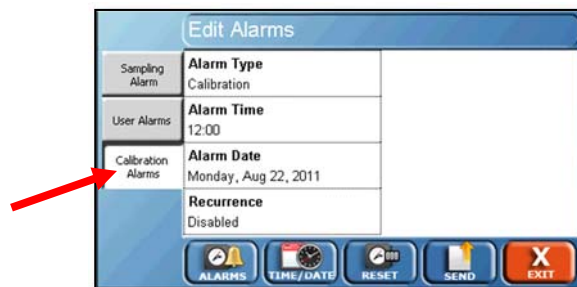 Edit Alarms
Sampling
Alarm
User Alarms
Calibration
Alarms
Alarm Type
Calibration
Alarm Time
12:00
Alarm Date
Monday, Aug 22, 2011
Recurrence
Disabled
ALARMS
TIME/DATE
RESET
SEND
X
EXIT